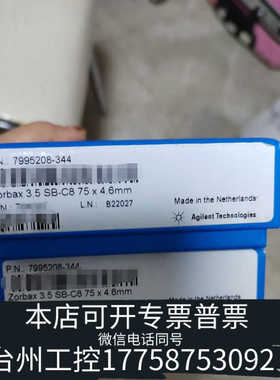 P.N.: 7995208-344
Zorbax 3.5 SB-C8 75 x 4.6mm
L.N.: B22027
Made in the Netherlands
Agilent Technologies
P.N.: 7995208-344
Zorbax 3.5 SB-C8 75 x 4.6mm
本店可开专票普票
微信电话同号
台州工控17758753092